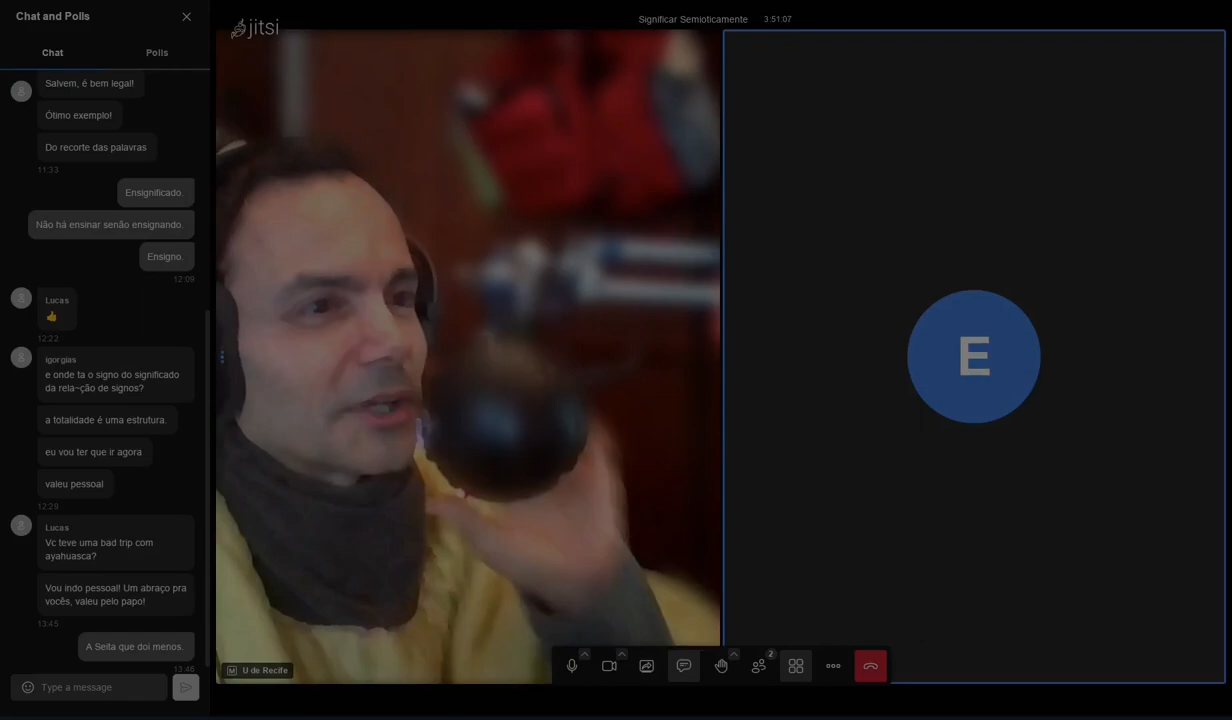 Chat and Polls
jitsi
Significar Semioticamente 3:51:07
Chat Polls
Salvem, é bem legal!
Ótimo exemplo!
Do recorte das palavras
11:33
Ensignificado.
Não há ensinar senão ensignando.
Ensigno.
12:09
Lucas
👍
12:22
igorgias
e onde ta o signo do significado
da rela~ção de signos?
a totalidade é uma estrutura.
eu vou ter que ir agora
valeu pessoal
12:29
Lucas
Vc teve uma bad trip com
ayahuasca?
Vou indo pessoal! Um abraço pra
vocês, valeu pelo papo!
13:45
A Seita que doi menos.
13:46
Type a message
E
U de Recife
2